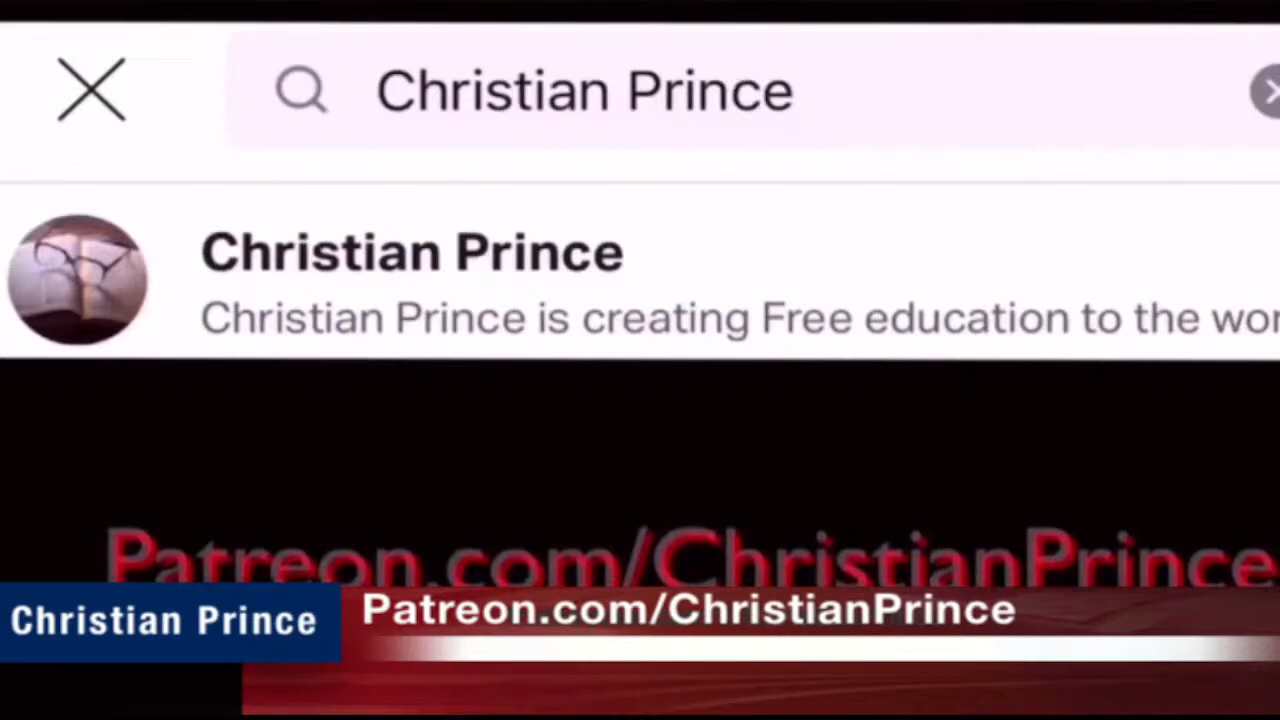 Christian Prince
Christian Prince
Christian Prince is creating Free education to the wor
Patreon.com/ChristianPrince
Christian Prince
Patreon.com/ChristianPrince